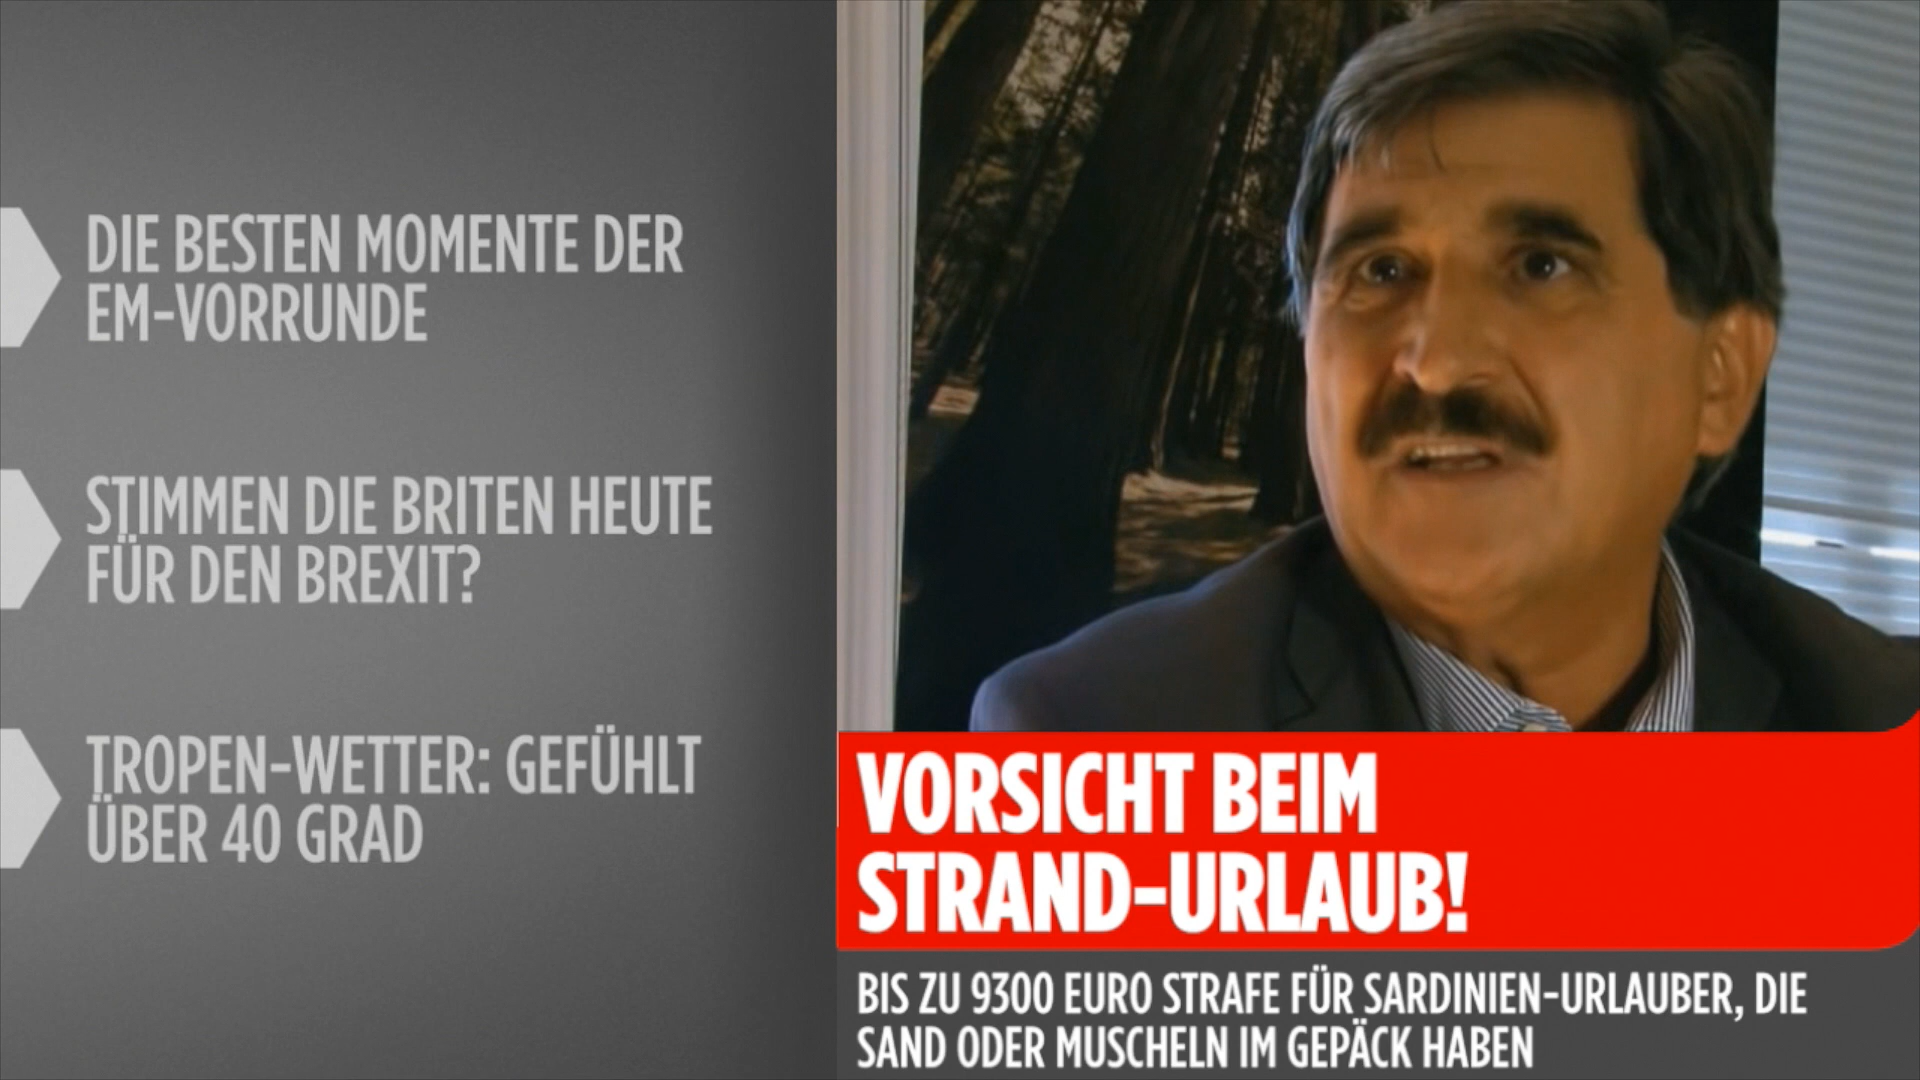 DIE BESTEN MOMENTE DER
EM-VORRUNDE
STIMMEN DIE BRITEN HEUTE
FÜR DEN BREXIT?
TROPEN-WETTER: GEFÜHLT
ÜBER 40 GRAD
VORSICHT BEIM
STRAND-URLAUB!
BIS ZU 9300 EURO STRAFE FÜR SARDINIEN-URLAUBER, DIE
SAND ODER MUSCHELN IM GEPÄCK HABEN